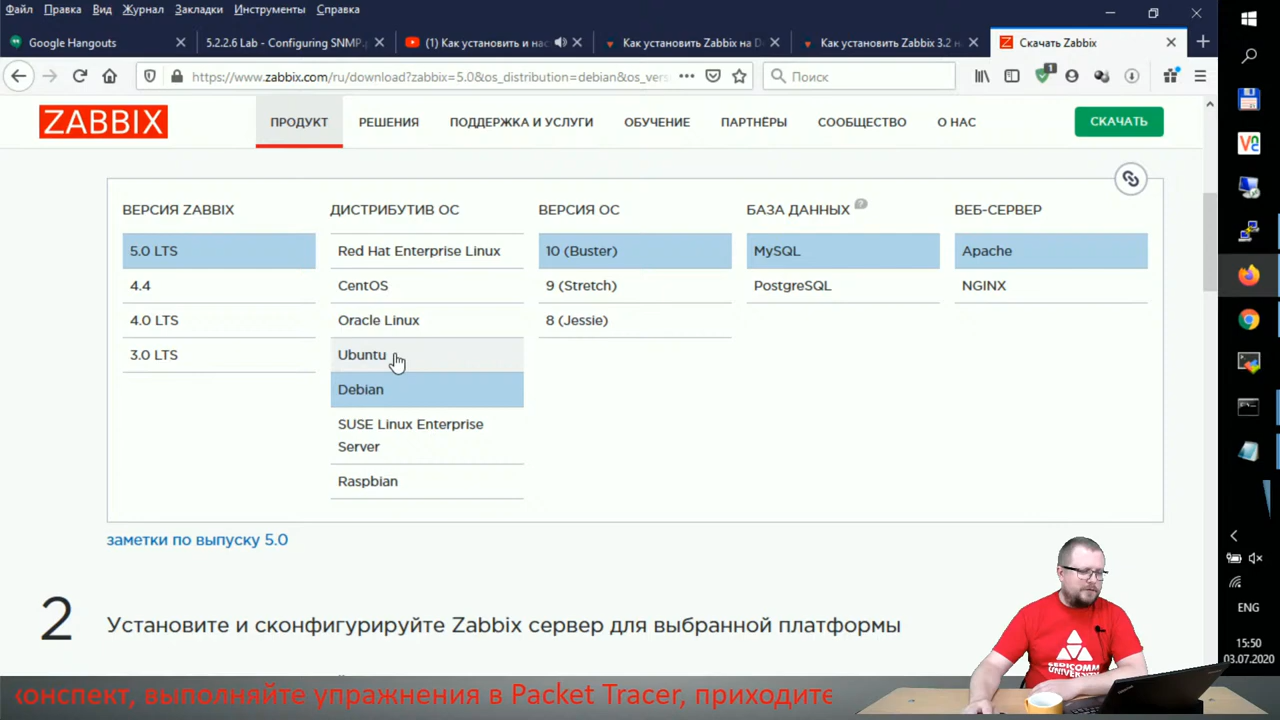 Файл Правка Вид Журнал Закладки Инструменты Справка
Google Hangouts
5.2.2.6 Lab - Configuring SNMP.p
(1) Как установить и нас
Как установить Zabbix на D
Как установить Zabbix 3.2 н
Скачать Zabbix
https://www.zabbix.com/ru/download?zabbix=5.0&os_distribution=debian&os_vers
Поиск
ZABBIX
ПРОДУКТ
РЕШЕНИЯ
ПОДДЕРЖКА И УСЛУГИ
ОБУЧЕНИЕ
ПАРТНЁРЫ
СООБЩЕСТВО
О НАС
СКАЧАТЬ
ВЕРСИЯ ZABBIX
5.0 LTS
4.4
4.0 LTS
3.0 LTS
ДИСТРИБУТИВ ОС
Red Hat Enterprise Linux
CentOS
Oracle Linux
Ubuntu
Debian
SUSE Linux Enterprise
Server
Raspbian
ВЕРСИЯ ОС
10 (Buster)
9 (Stretch)
8 (Jessie)
БАЗА ДАННЫХ
MySQL
PostgreSQL
ВЕБ-СЕРВЕР
Apache
NGINX
заметки по выпуску 5.0
2
Установите и сконфигурируйте Zabbix сервер для выбранной платформы
ENG
15:50
03.07.2020
конспект, выполняйте упражнения в Packet Tracer, приходите